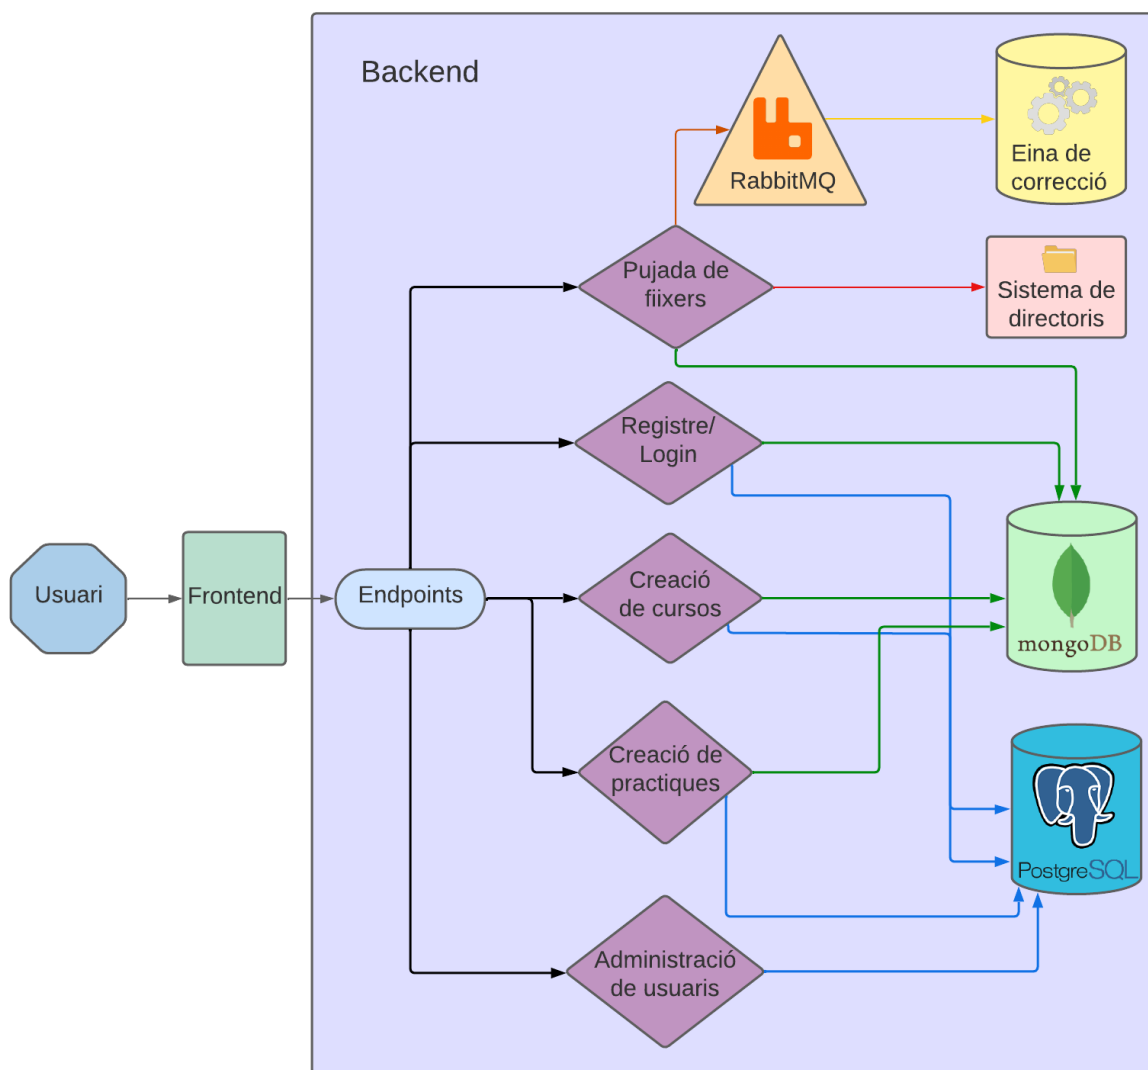 Backend
RabbitMQ
Eina de
correcció
Pujada de
fiixers
Sistema de
directoris
Registre/
Login
Usuari
Frontend
Endpoints
Creació
de cursos
mongoDB
Creació de
practiques
PostgreSQL
Administració
de usuaris